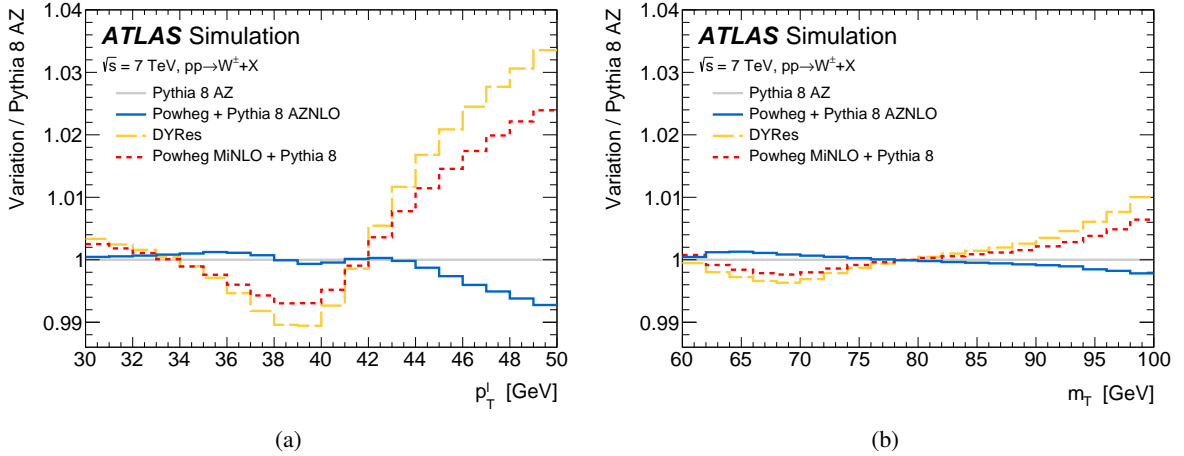 Variation / Pythia 8 AZ
1.04
1.03
1.02
1.01
1
0.99
ATLAS Simulation
√s = 7 TeV, pp→W±+X
Pythia 8 AZ
Powheg + Pythia 8 AZNLO
DYRes
Powheg MiNLO + Pythia 8
30 32 34 36 38 40 42 44 46 48 50
p_T^l [GeV]
(a)
Variation / Pythia 8 AZ
1.04
1.03
1.02
1.01
1
0.99
ATLAS Simulation
√s = 7 TeV, pp→W±+X
Pythia 8 AZ
Powheg + Pythia 8 AZNLO
DYRes
Powheg MiNLO + Pythia 8
60 65 70 75 80 85 90 95 100
m_T [GeV]
(b)